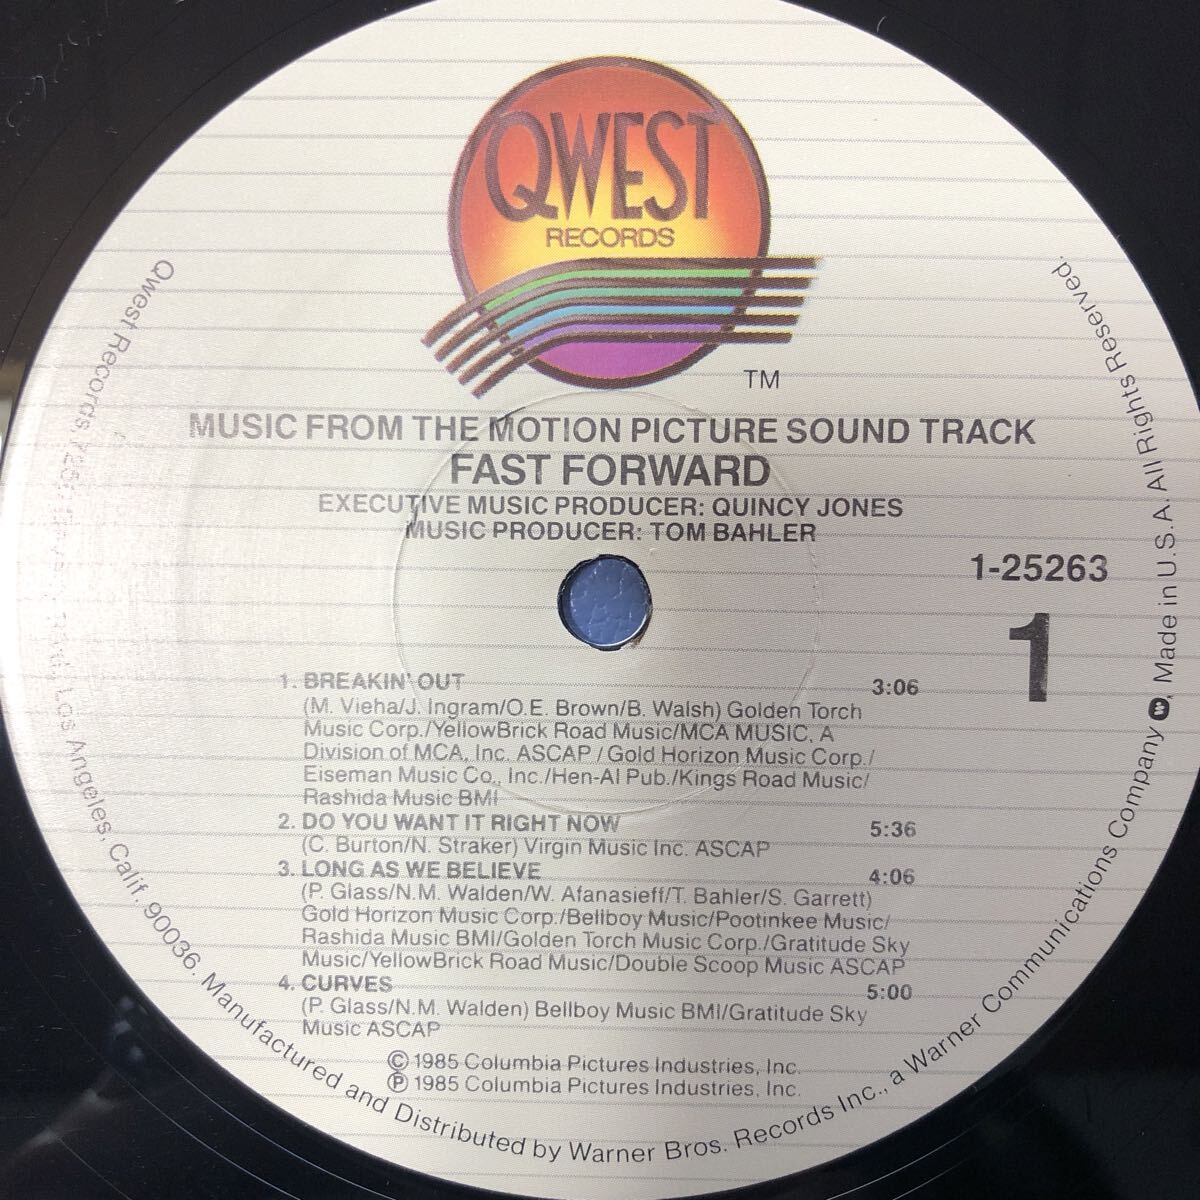 QWEST
RECORDS
TM
MUSIC FROM THE MOTION PICTURE SOUND TRACK
FAST FORWARD
EXECUTIVE MUSIC PRODUCER: QUINCY JONES
MUSIC PRODUCER: TOM BAHLER
1-25263
1
1. BREAKIN' OUT 3:06
(M. Vieha/J. Ingram/O.E. Brown/B. Walsh) Golden Torch
Music Corp./YellowBrick Road Music/MCA MUSIC, A
Division of MCA, Inc. ASCAP / Gold Horizon Music Corp./
Eiseman Music Co., Inc./Hen-Al Pub./Kings Road Music/
Rashida Music BMI
2. DO YOU WANT IT RIGHT NOW 5:36
(C. Burton/N. Straker) Virgin Music Inc. ASCAP
3. LONG AS WE BELIEVE 4:06
(P. Glass/N.M. Walden/W. Afanasieff/T. Bahler/S. Garrett)
Gold Horizon Music Corp./Bellboy Music/Pootinkee Music/
Rashida Music BMI/Golden Torch Music Corp./Gratitude Sky
Music/YellowBrick Road Music/Double Scoop Music ASCAP
4. CURVES 5:00
(P. Glass/N.M. Walden) Bellboy Music BMI/Gratitude Sky
Music ASCAP
© 1985 Columbia Pictures Industries, Inc.
℗ 1985 Columbia Pictures Industries, Inc.
Qwest Records Los Angeles, Calif. 90036. Manufactured and Distributed by Warner Bros. Records Inc., a Warner Communications Company W, Made in U.S.A. All Rights Reserved.